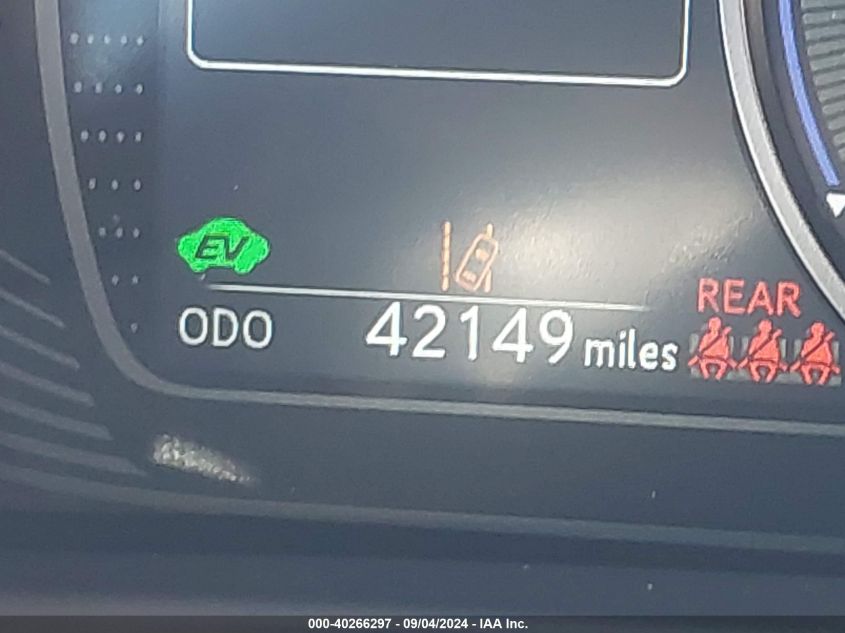 EV
REAR
ODO 42149 miles
000-40266297 - 09/04/2024 - IAA Inc.